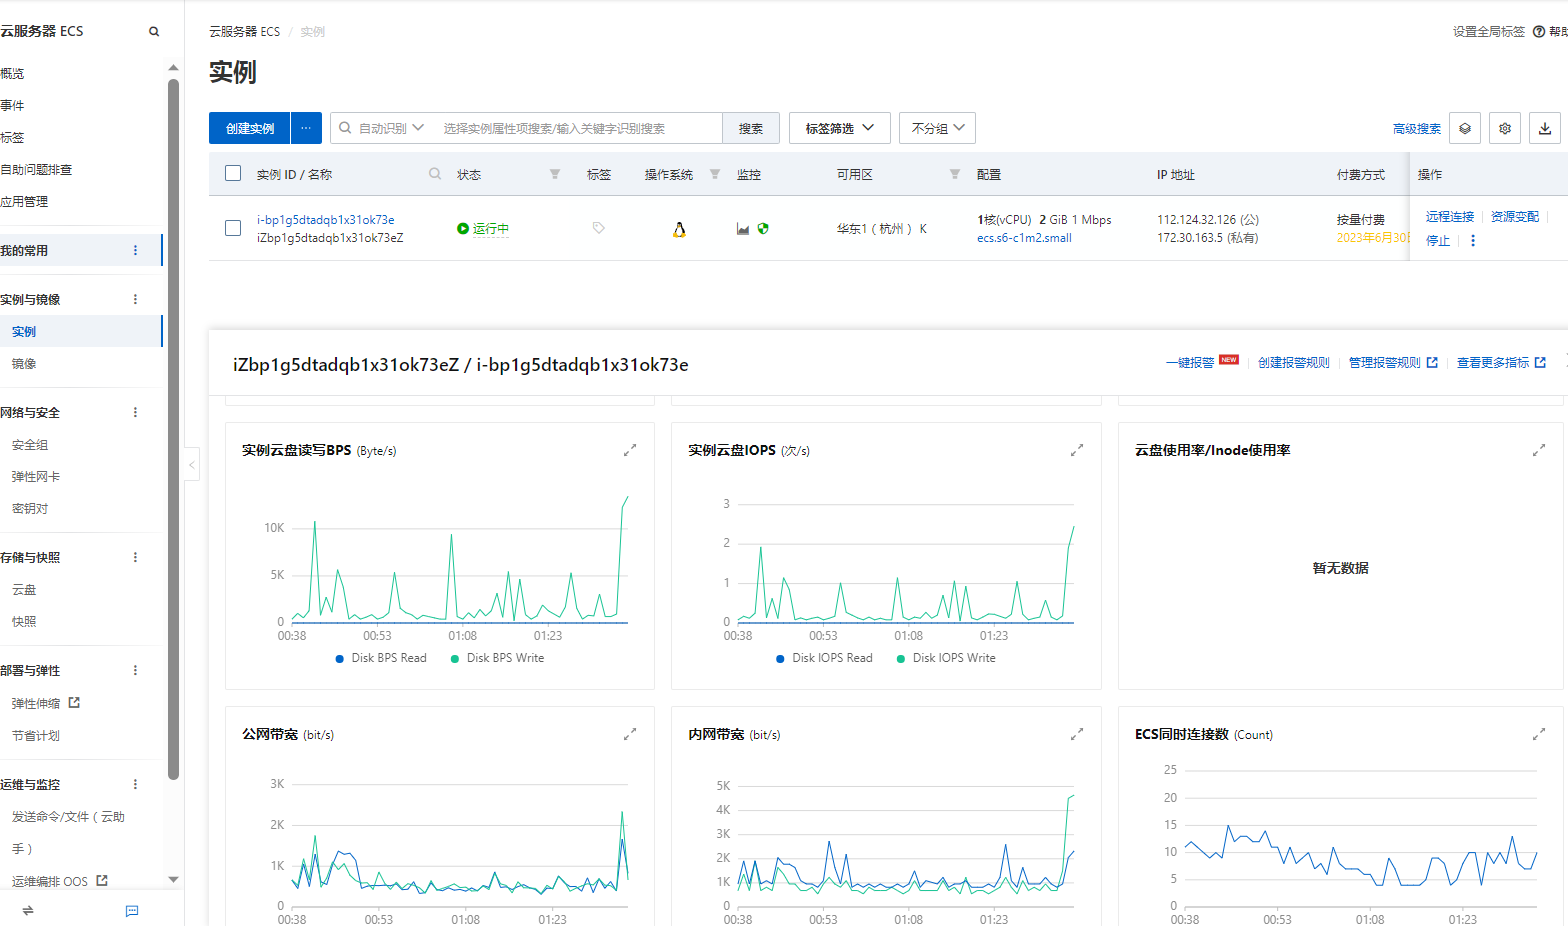 云服务器 ECS
概览
事件
标签
自助问题排查
应用管理
我的常用
实例与镜像
实例
镜像
网络与安全
安全组
弹性网卡
密钥对
存储与快照
云盘
快照
部署与弹性
弹性伸缩
节省计划
运维与监控
发送命令/文件（云助
手）
运维编排 OOS
云服务器 ECS / 实例
设置全局标签 帮助
实例
创建实例 ... 自动识别 选择实例属性项搜索/输入关键字识别搜索 搜索 标签筛选 不分组 高级搜索
实例 ID / 名称 状态 标签 操作系统 监控 可用区 配置 IP 地址 付费方式 操作
i-bp1g5dtadqb1x31ok73e
iZbp1g5dtadqb1x31ok73eZ
运行中
华东1（杭州） K
1核(vCPU) 2 GiB 1 Mbps
ecs.s6-c1m2.small
112.124.32.126 (公)
172.30.163.5 (私有)
按量付费
2023年6月30日
远程连接 资源变配
停止
iZbp1g5dtadqb1x31ok73eZ / i-bp1g5dtadqb1x31ok73e
一键报警 NEW 创建报警规则 管理报警规则 查看更多指标
实例云盘读写BPS (Byte/s)
10K
5K
0
00:38 00:53 01:08 01:23
Disk BPS Read Disk BPS Write
实例云盘IOPS (次/s)
3
2
1
0
00:38 00:53 01:08 01:23
Disk IOPS Read Disk IOPS Write
云盘使用率/Inode使用率
暂无数据
公网带宽 (bit/s)
3K
2K
1K
0
00:38 00:53 01:08 01:23
内网带宽 (bit/s)
5K
4K
3K
2K
1K
0
00:38 00:53 01:08 01:23
ECS同时连接数 (Count)
25
20
15
10
5
0
00:38 00:53 01:08 01:23